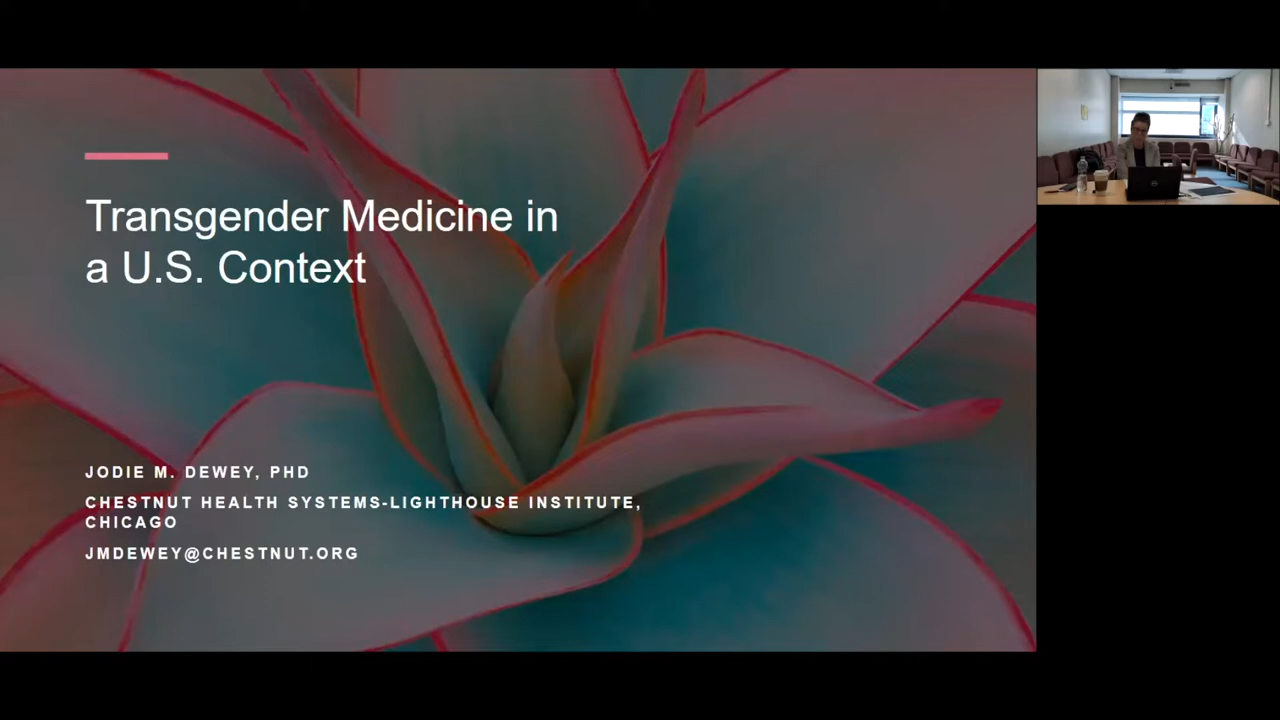 Transgender Medicine in
a U.S. Context
JODIE M. DEWEY, PHD
CHESTNUT HEALTH SYSTEMS-LIGHTHOUSE INSTITUTE,
CHICAGO
JMDEWEY@CHESTNUT.ORG